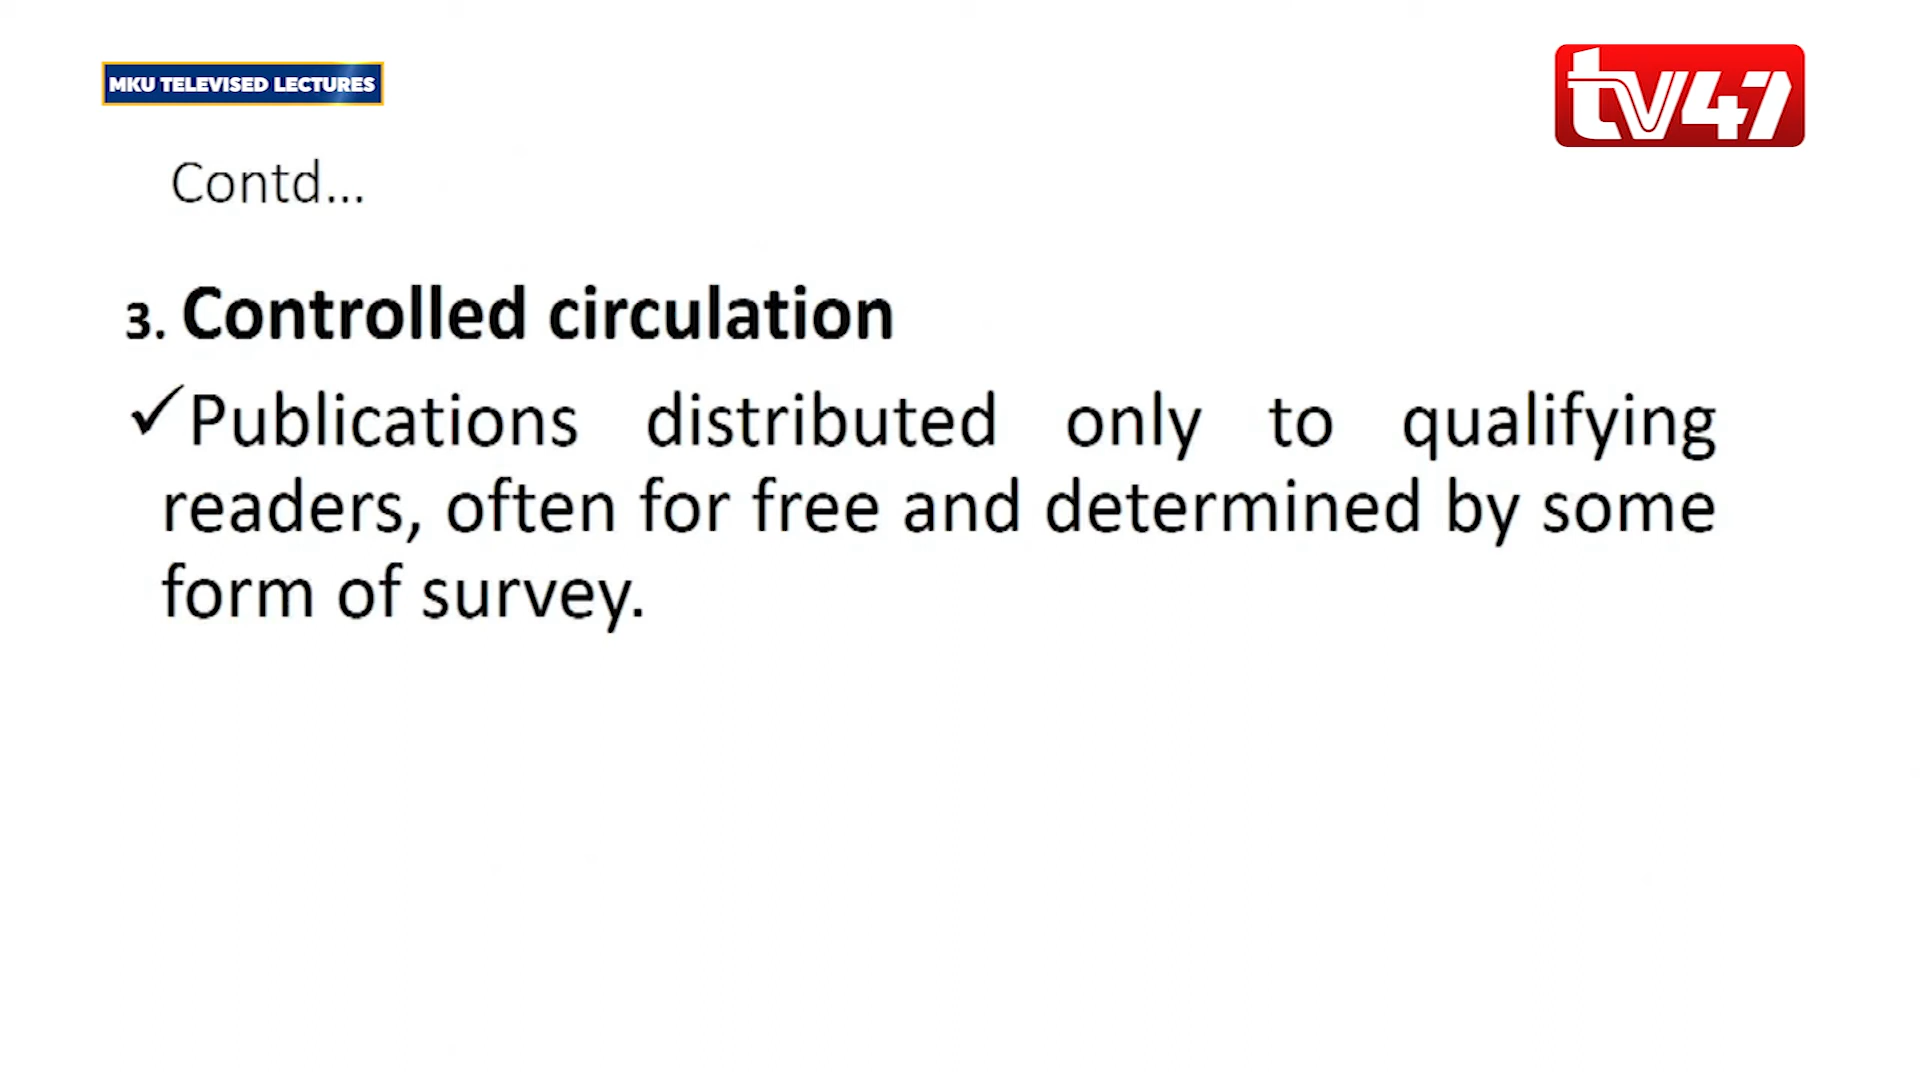 MKU TELEVISED LECTURES
tv47
Contd...
3. Controlled circulation
✓Publications distributed only to qualifying
readers, often for free and determined by some
form of survey.